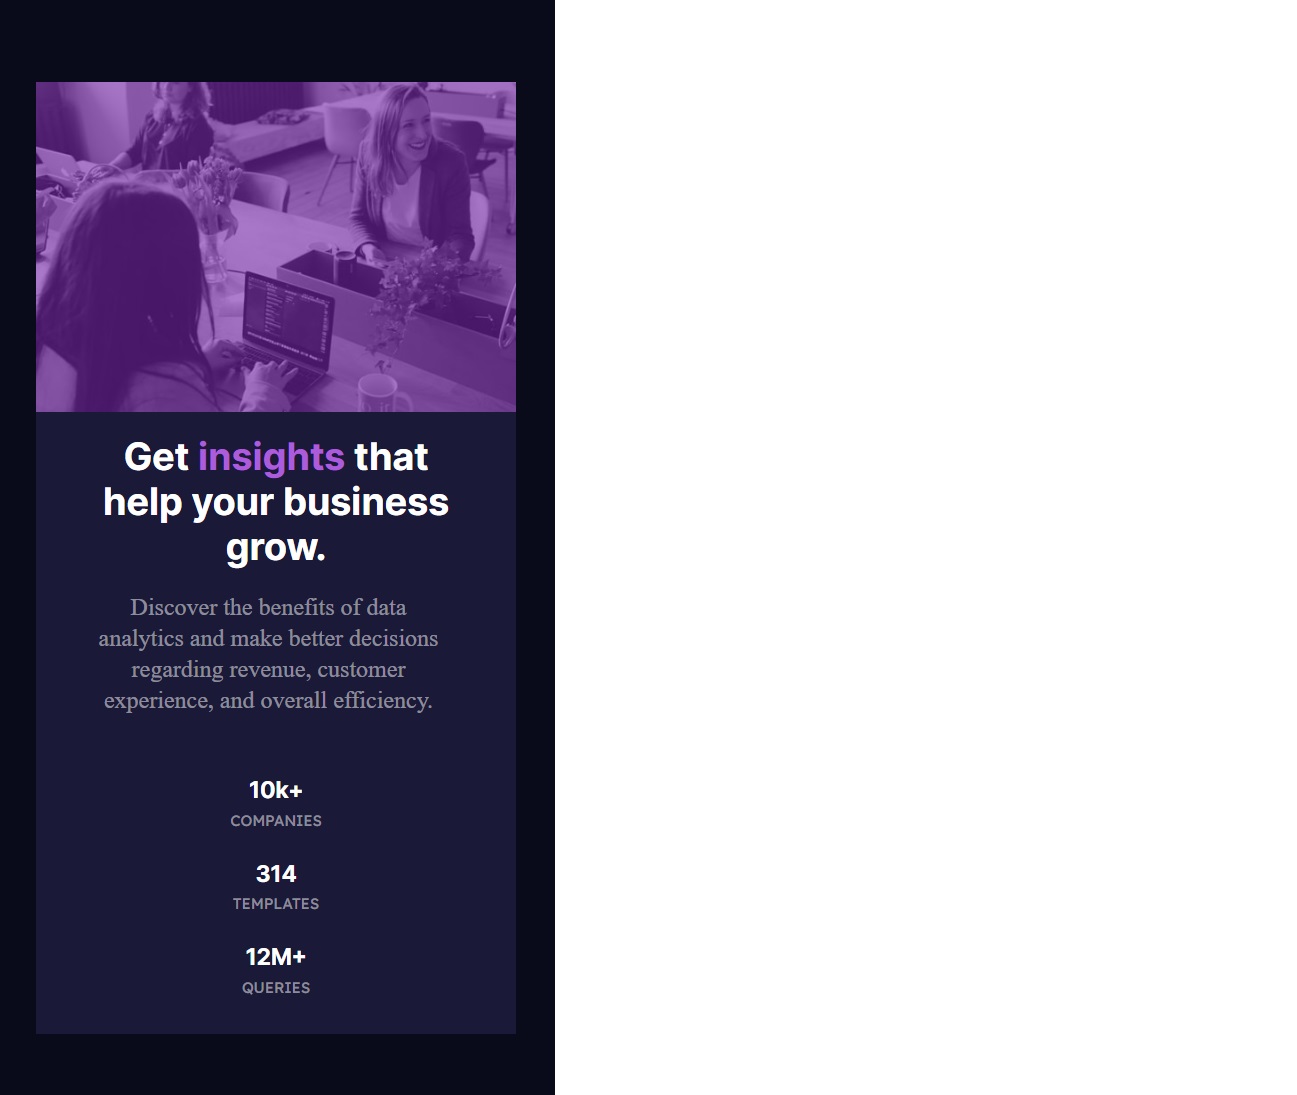 Get insights that
help your business
grow.
Discover the benefits of data
analytics and make better decisions
regarding revenue, customer
experience, and overall efficiency.
10k+
COMPANIES
314
TEMPLATES
12M+
QUERIES